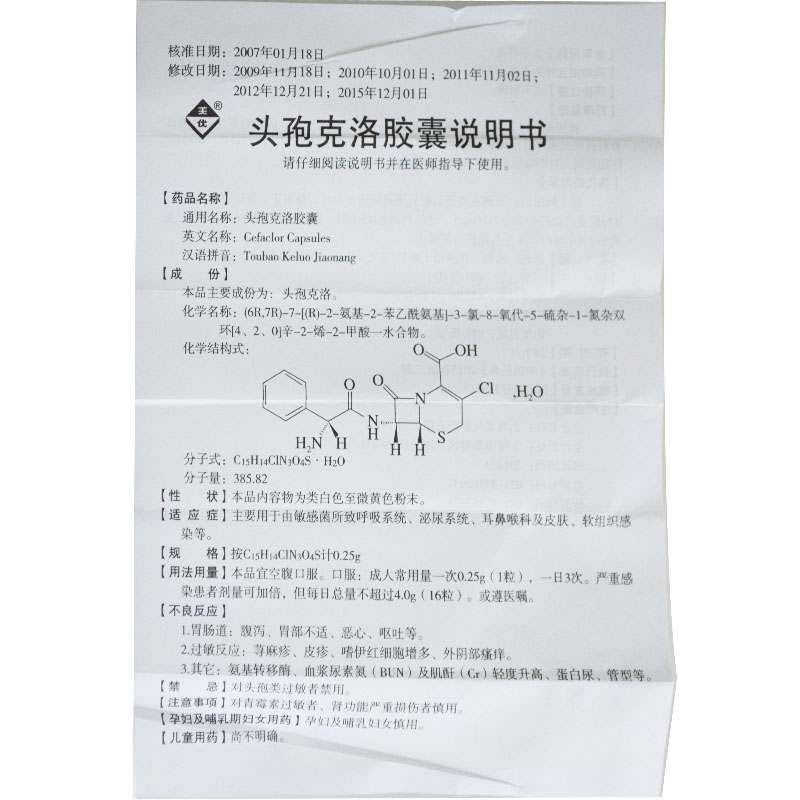 核准日期：2007年01月18日
修改日期：2009年11月18日；2010年10月01日；2011年11月02日；
2012年12月21日；2015年12月01日
王
优
®
头孢克洛胶囊说明书
请仔细阅读说明书并在医师指导下使用。
【药品名称】
通用名称：头孢克洛胶囊
英文名称：Cefaclor Capsules
汉语拼音：Toubao Keluo Jiaonang
【成 份】
本品主要成份为：头孢克洛。
化学名称：(6R,7R)-7-[(R)-2-氨基-2-苯乙酰氨基]-3-氯-8-氧代-5-硫杂-1-氮杂双
环[4、2、0]辛-2-烯-2-甲酸一水合物。
化学结构式：
O OH
O O N Cl ,H₂O
N
H S
H₂N H H H
分子式：C15H14ClN3O4S · H2O
分子量：385.82
【性 状】本品内容物为类白色至微黄色粉末。
【适 应 症】主要用于由敏感菌所致呼吸系统、泌尿系统、耳鼻喉科及皮肤、软组织感
染等。
【规 格】按C15H14ClN3O4S计0.25g
【用法用量】本品宜空腹口服。口服：成人常用量一次0.25g（1粒），一日3次。严重感
染患者剂量可加倍，但每日总量不超过4.0g（16粒）。或遵医嘱。
【不良反应】
1.胃肠道：腹泻、胃部不适、恶心、呕吐等。
2.过敏反应：荨麻疹、皮疹、嗜伊红细胞增多、外阴部瘙痒。
3.其它：氨基转移酶、血浆尿素氮（BUN）及肌酐（Cr）轻度升高、蛋白尿、管型等。
【禁 忌】对头孢类过敏者禁用。
【注意事项】对青霉素过敏者、肾功能严重损伤者慎用。
【孕妇及哺乳期妇女用药】孕妇及哺乳妇女慎用。
【儿童用药】尚不明确。